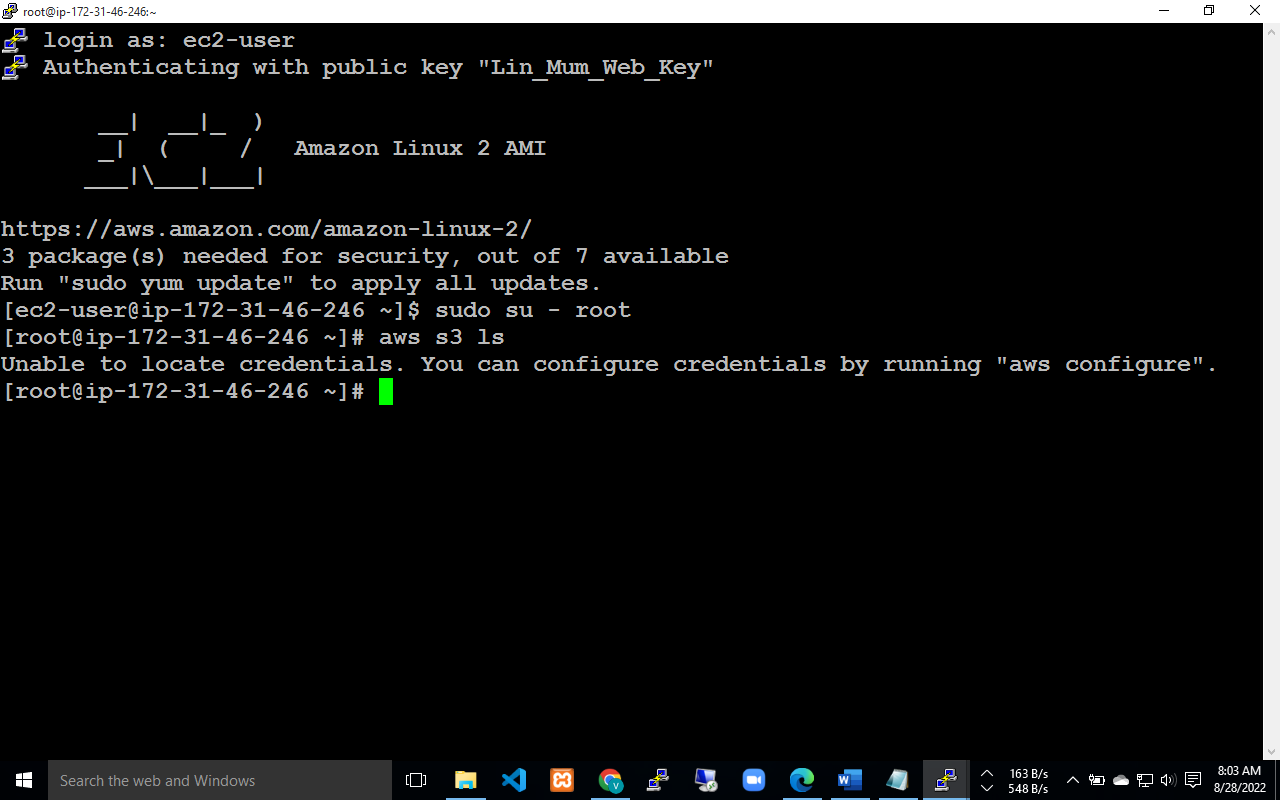 root@ip-172-31-46-246:~
login as: ec2-user
Authenticating with public key "Lin_Mum_Web_Key"
       __|  __|_  )
       _|  (     /   Amazon Linux 2 AMI
      ___|\___|___|
https://aws.amazon.com/amazon-linux-2/
3 package(s) needed for security, out of 7 available
Run "sudo yum update" to apply all updates.
[ec2-user@ip-172-31-46-246 ~]$ sudo su - root
[root@ip-172-31-46-246 ~]# aws s3 ls
Unable to locate credentials. You can configure credentials by running "aws configure".
[root@ip-172-31-46-246 ~]#
Search the web and Windows
163 B/s
548 B/s
8:03 AM
8/28/2022